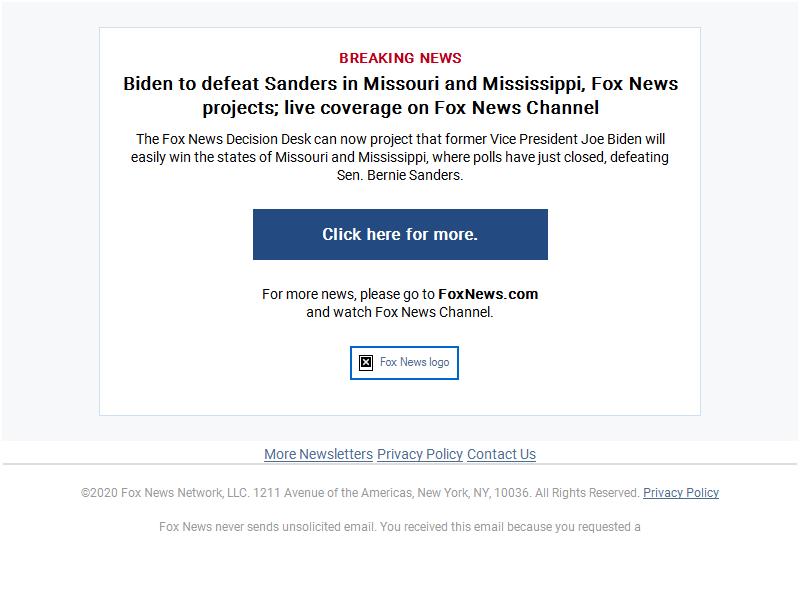 BREAKING NEWS
Biden to defeat Sanders in Missouri and Mississippi, Fox News
projects; live coverage on Fox News Channel
The Fox News Decision Desk can now project that former Vice President Joe Biden will
easily win the states of Missouri and Mississippi, where polls have just closed, defeating
Sen. Bernie Sanders.
Click here for more.
For more news, please go to FoxNews.com
and watch Fox News Channel.
Fox News logo
More Newsletters Privacy Policy Contact Us
©2020 Fox News Network, LLC. 1211 Avenue of the Americas, New York, NY, 10036. All Rights Reserved. Privacy Policy
Fox News never sends unsolicited email. You received this email because you requested a